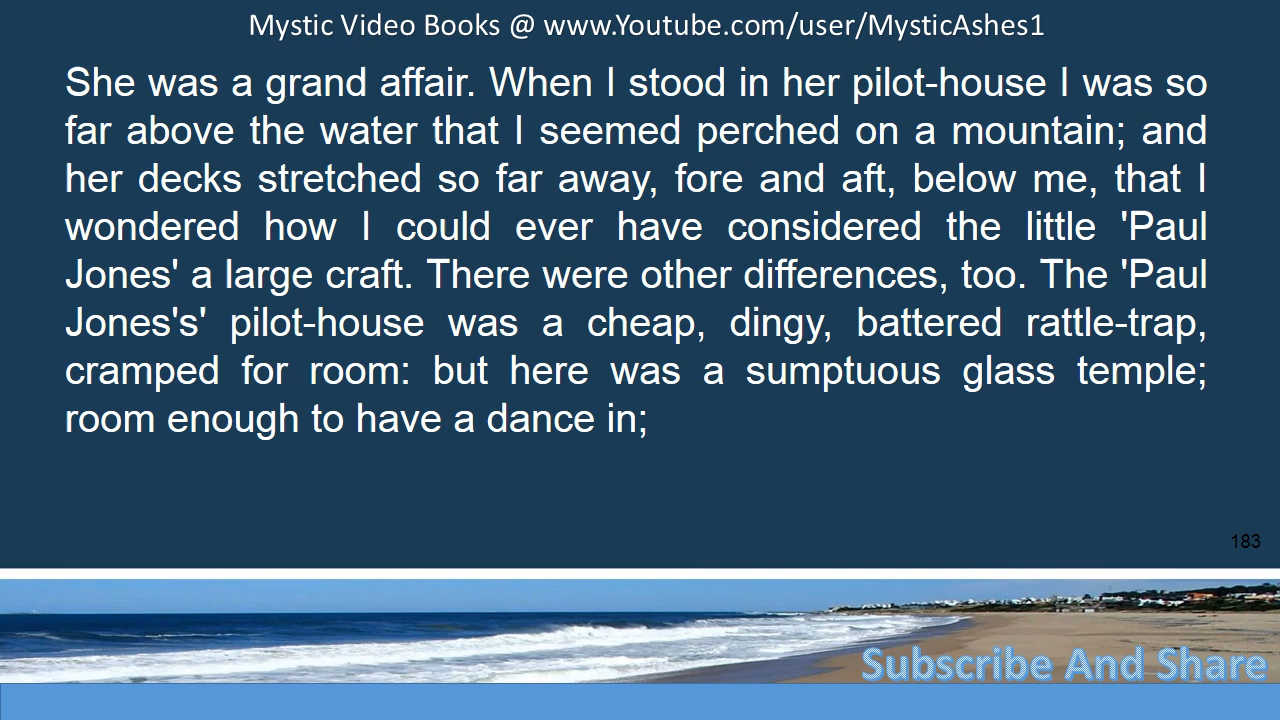 Mystic Video Books @ www.Youtube.com/user/MysticAshes1
She was a grand affair. When I stood in her pilot-house I was so
far above the water that I seemed perched on a mountain; and
her decks stretched so far away, fore and aft, below me, that I
wondered how I could ever have considered the little 'Paul
Jones' a large craft. There were other differences, too. The 'Paul
Jones's' pilot-house was a cheap, dingy, battered rattle-trap,
cramped for room: but here was a sumptuous glass temple;
room enough to have a dance in;
183
Subscribe And Share